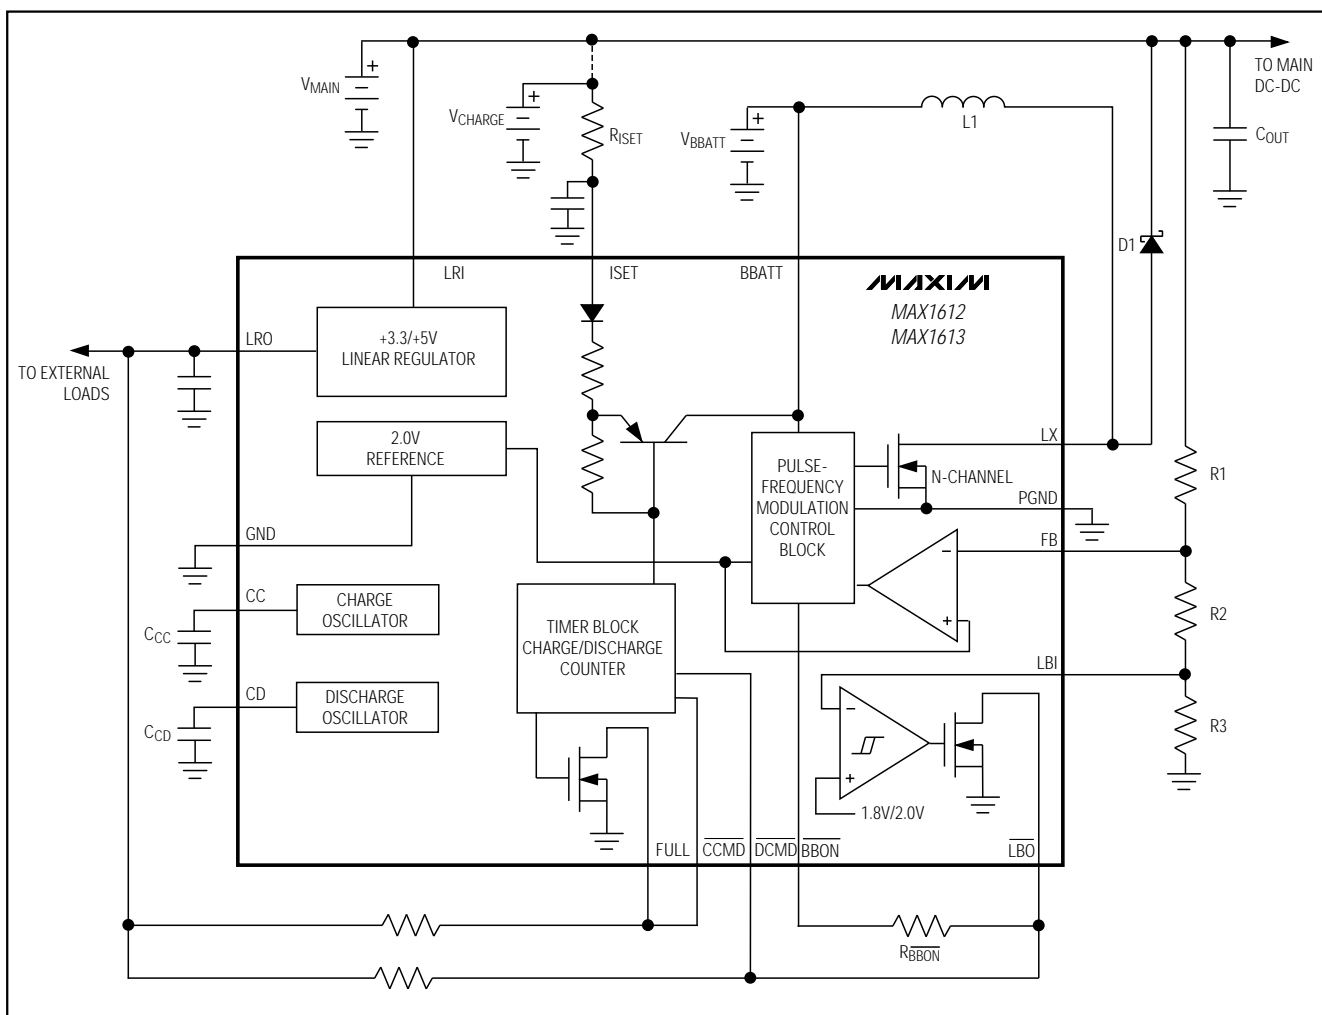 TO MAIN
DC-DC
VMAIN
+
VCHARGE
+
RISET
VBBATT
+
L1
COUT
D1
LRI
ISET
BBATT
MAXIM
MAX1612
MAX1613
LRO
+3.3/+5V
LINEAR REGULATOR
TO EXTERNAL
LOADS
2.0V
REFERENCE
LX
N-CHANNEL
R1
PULSE-
FREQUENCY
MODULATION
CONTROL
BLOCK
PGND
GND
FB
–
+
CC
CHARGE
OSCILLATOR
CCC
R2
TIMER BLOCK
CHARGE/DISCHARGE
COUNTER
LBI
CD
DISCHARGE
OSCILLATOR
CCD
R3
–
+
1.8V/2.0V
FULL
CCMD
DCMD
BBON
LBO
RBBON